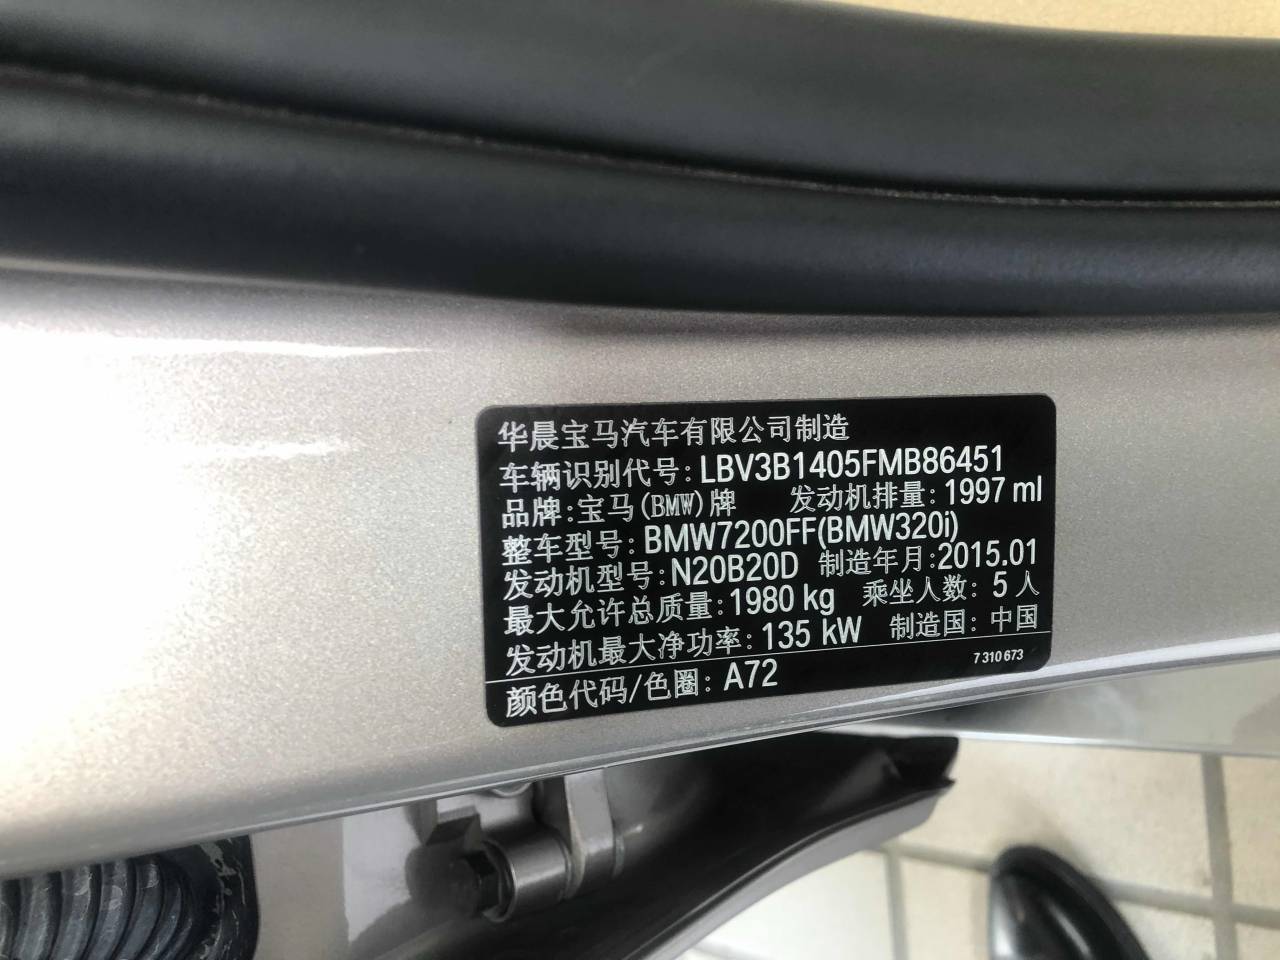 华晨宝马汽车有限公司制造
车辆识别代号: LBV3B1405FMB86451
品牌: 宝马(BMW)牌 发动机排量: 1997 ml
整车型号: BMW7200FF(BMW320i)
发动机型号: N20B20D 制造年月: 2015.01
最大允许总质量: 1980 kg 乘坐人数: 5 人
发动机最大净功率: 135 kW 制造国: 中国
7 310 673
颜色代码/色圈: A72